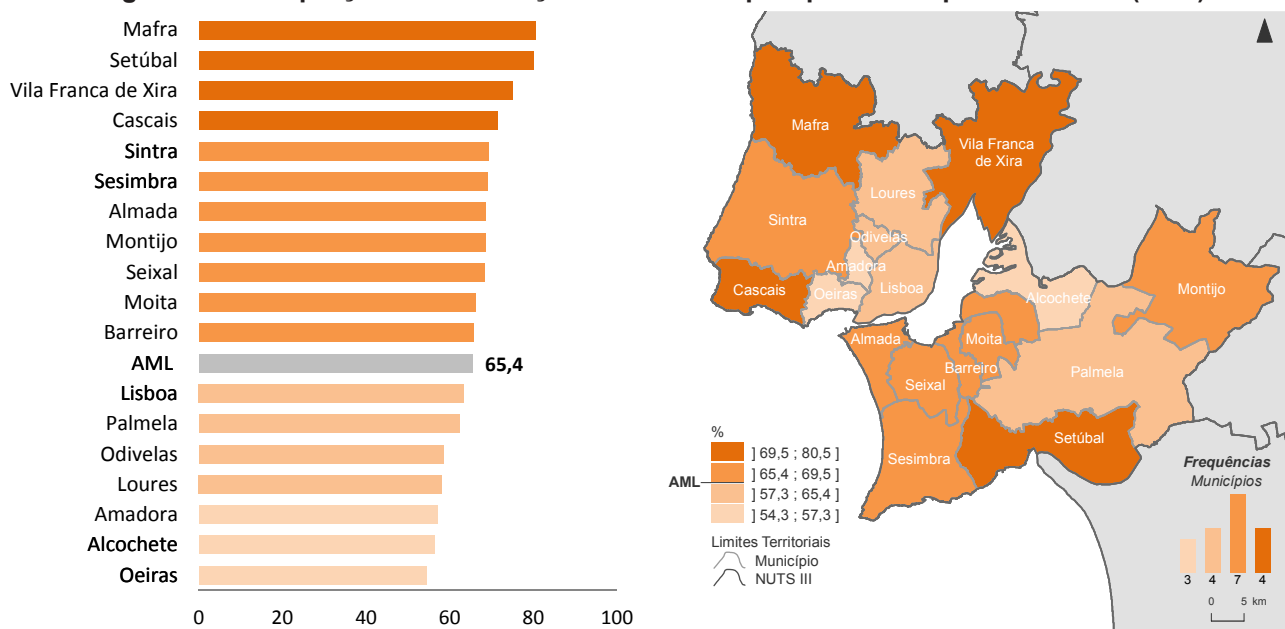 Mafra
Setúbal
Vila Franca de Xira
Cascais
Sintra
Sesimbra
Almada
Montijo
Seixal
Moita
Barreiro
AML 65,4
Lisboa
Palmela
Odivelas
Loures
Amadora
Alcochete
Oeiras
0 20 40 60 80 100
Mafra
Vila Franca
de Xira
Loures
Sintra
Odivelas
Amadora
Cascais
Oeiras
Lisboa
Alcochete
Montijo
Almada
Moita
Barreiro
Seixal
Palmela
Setúbal
Sesimbra
%
] 69,5 ; 80,5 ]
] 65,4 ; 69,5 ]
AML
] 57,3 ; 65,4 ]
] 54,3 ; 57,3 ]
Limites Territoriais
Município
NUTS III
Frequências
Municípios
3 4 7 4
0 5 km